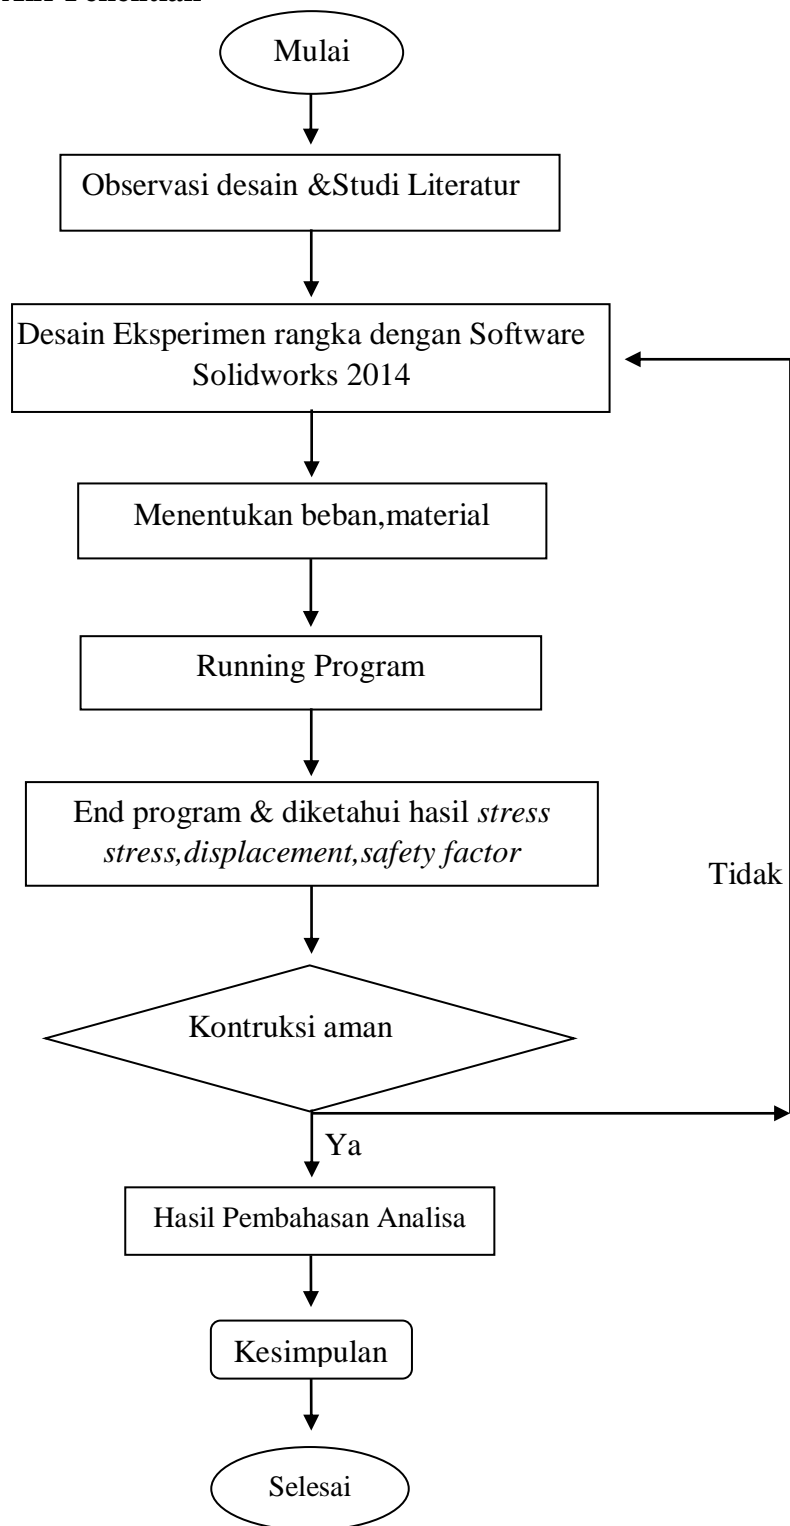 Penelitian
Mulai
Observasi desain &Studi Literatur
Desain Eksperimen rangka dengan Software
Solidworks 2014
Menentukan beban,material
Running Program
End program & diketahui hasil stress
stress,displacement,safety factor
Tidak
Kontruksi aman
Ya
Hasil Pembahasan Analisa
Kesimpulan
Selesai